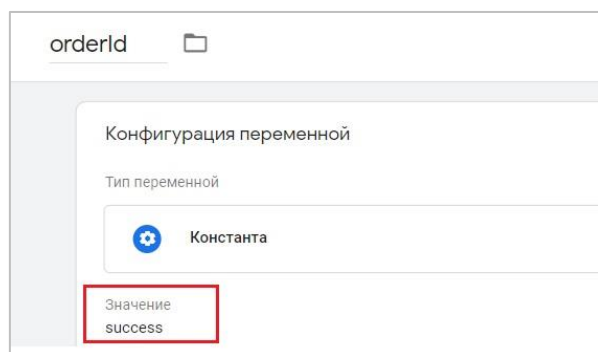 orderId
Конфигурация переменной
Тип переменной
Константа
Значение
success